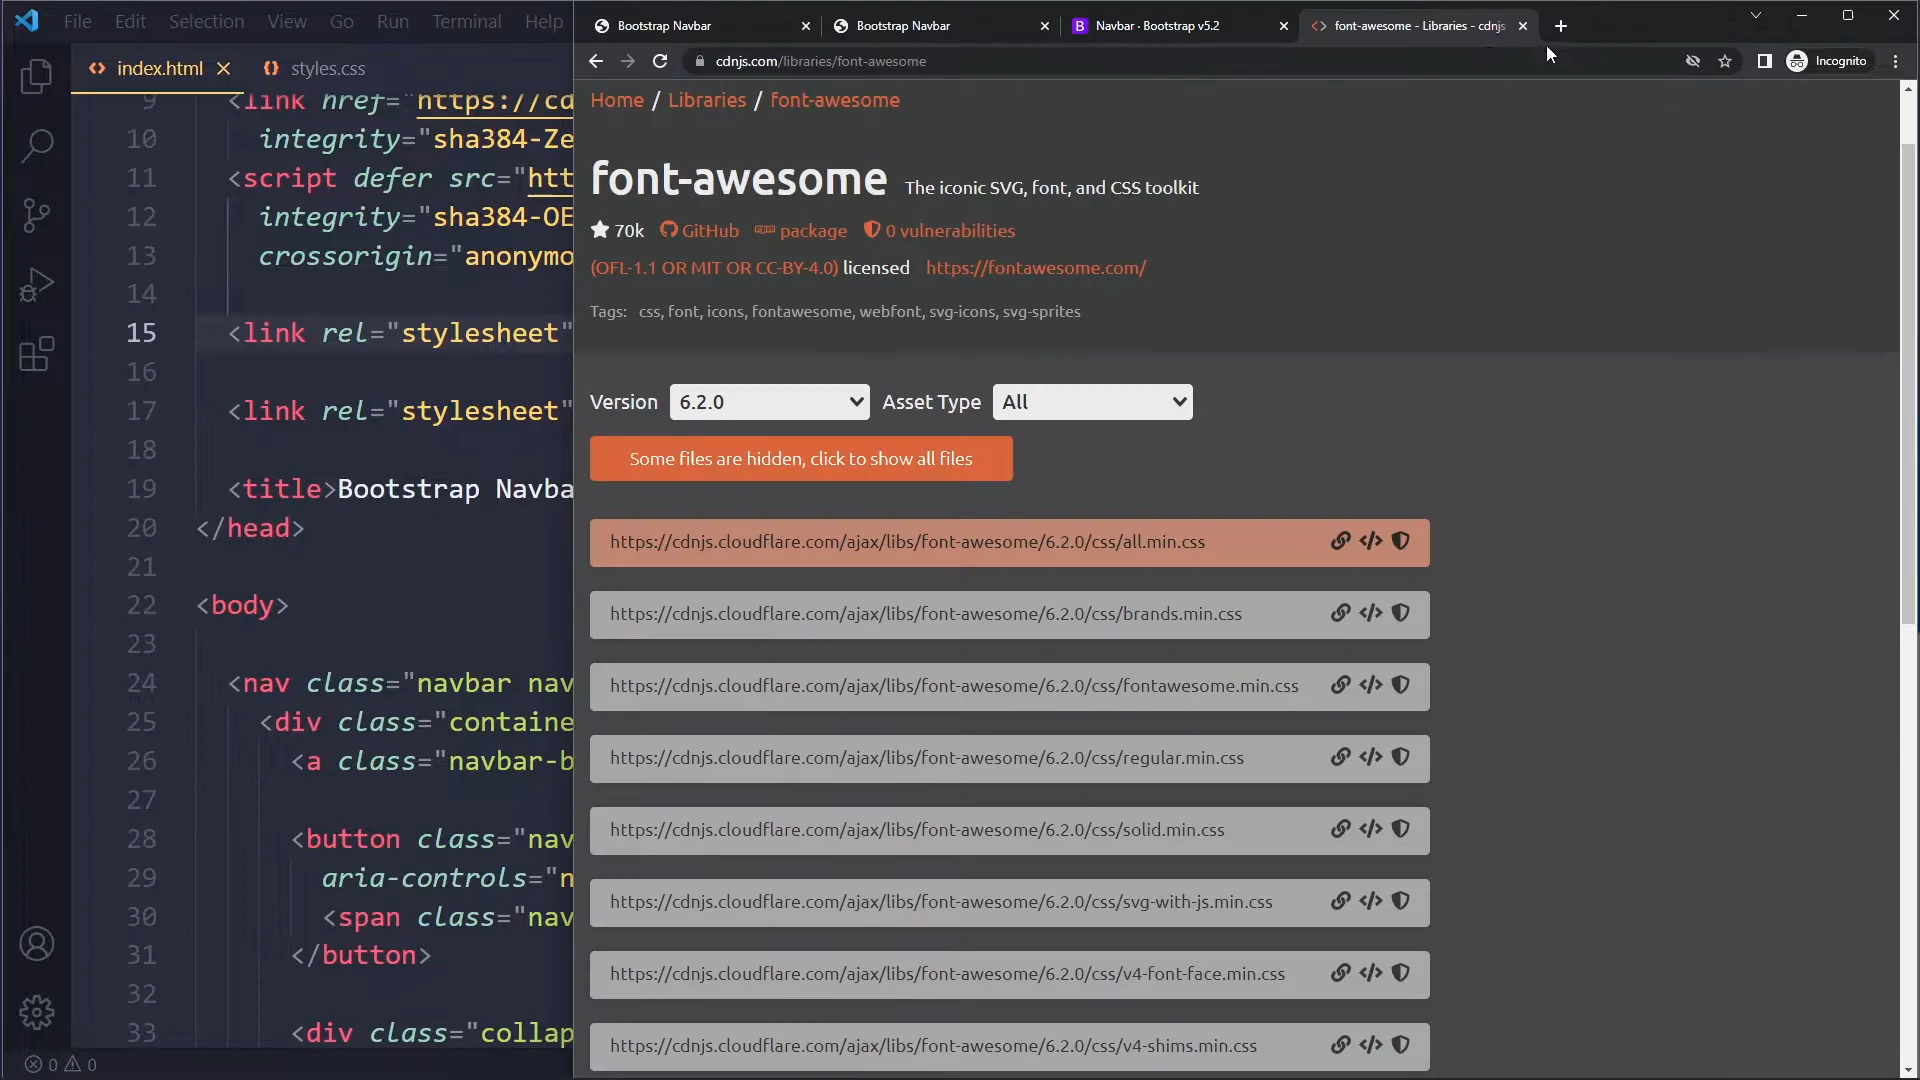 File Edit Selection View Go Run Terminal Help
index.html styles.css
9 <link href="https://cd
10 integrity="sha384-Ze
11 <script defer src="htt
12 integrity="sha384-OE
13 crossorigin="anonymo
14
15 <link rel="stylesheet"
16
17 <link rel="stylesheet"
18
19 <title>Bootstrap Navba
20 </head>
21
22 <body>
23
24 <nav class="navbar nav
25 <div class="containe
26 <a class="navbar-b
27
28 <button class="nav
29 aria-controls="n
30 <span class="nav
31 </button>
32
33 <div class="collap
0 0
Bootstrap Navbar Bootstrap Navbar B Navbar · Bootstrap v5.2 font-awesome - Libraries - cdnjs
cdnjs.com/libraries/font-awesome Incognito
Home / Libraries / font-awesome
font-awesome The iconic SVG, font, and CSS toolkit
70k GitHub package 0 vulnerabilities
(OFL-1.1 OR MIT OR CC-BY-4.0) licensed https://fontawesome.com/
Tags: css, font, icons, fontawesome, webfont, svg-icons, svg-sprites
Version 6.2.0 Asset Type All
Some files are hidden, click to show all files
https://cdnjs.cloudflare.com/ajax/libs/font-awesome/6.2.0/css/all.min.css
https://cdnjs.cloudflare.com/ajax/libs/font-awesome/6.2.0/css/brands.min.css
https://cdnjs.cloudflare.com/ajax/libs/font-awesome/6.2.0/css/fontawesome.min.css
https://cdnjs.cloudflare.com/ajax/libs/font-awesome/6.2.0/css/regular.min.css
https://cdnjs.cloudflare.com/ajax/libs/font-awesome/6.2.0/css/solid.min.css
https://cdnjs.cloudflare.com/ajax/libs/font-awesome/6.2.0/css/svg-with-js.min.css
https://cdnjs.cloudflare.com/ajax/libs/font-awesome/6.2.0/css/v4-font-face.min.css
https://cdnjs.cloudflare.com/ajax/libs/font-awesome/6.2.0/css/v4-shims.min.css